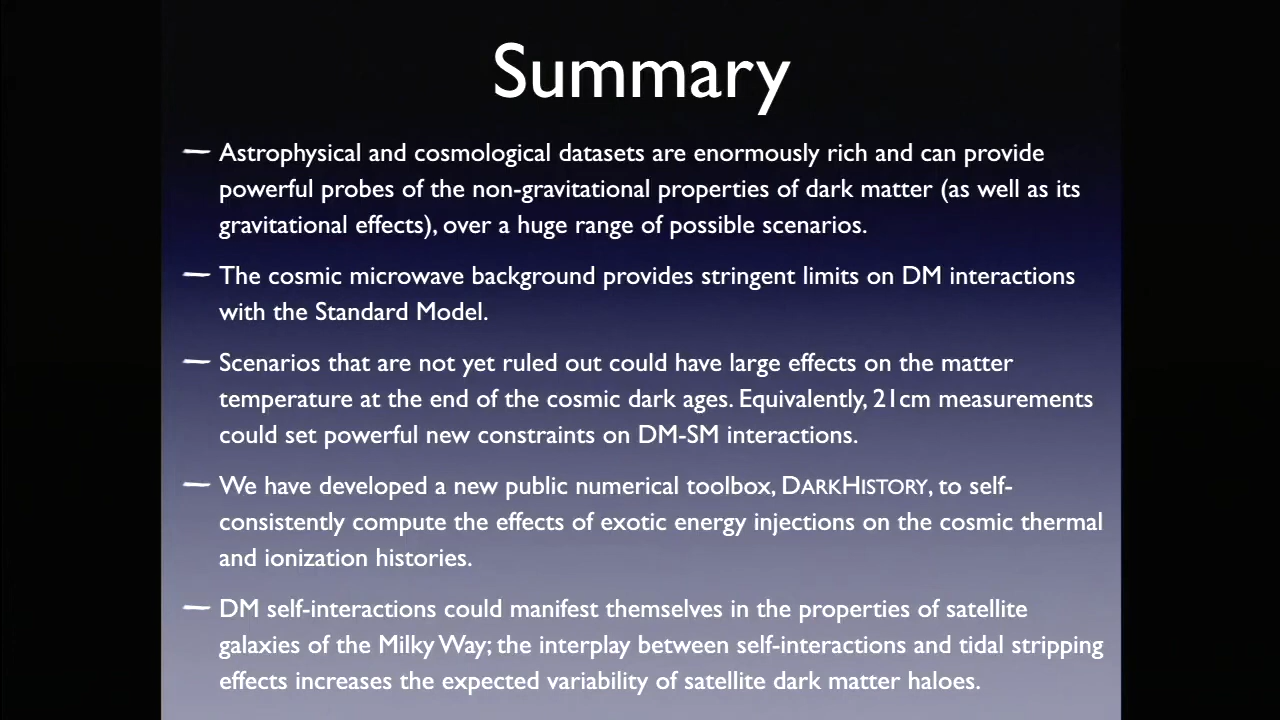 Summary
— Astrophysical and cosmological datasets are enormously rich and can provide
powerful probes of the non-gravitational properties of dark matter (as well as its
gravitational effects), over a huge range of possible scenarios.
— The cosmic microwave background provides stringent limits on DM interactions
with the Standard Model.
— Scenarios that are not yet ruled out could have large effects on the matter
temperature at the end of the cosmic dark ages. Equivalently, 21cm measurements
could set powerful new constraints on DM-SM interactions.
— We have developed a new public numerical toolbox, DARKHISTORY, to self-
consistently compute the effects of exotic energy injections on the cosmic thermal
and ionization histories.
— DM self-interactions could manifest themselves in the properties of satellite
galaxies of the Milky Way; the interplay between self-interactions and tidal stripping
effects increases the expected variability of satellite dark matter haloes.